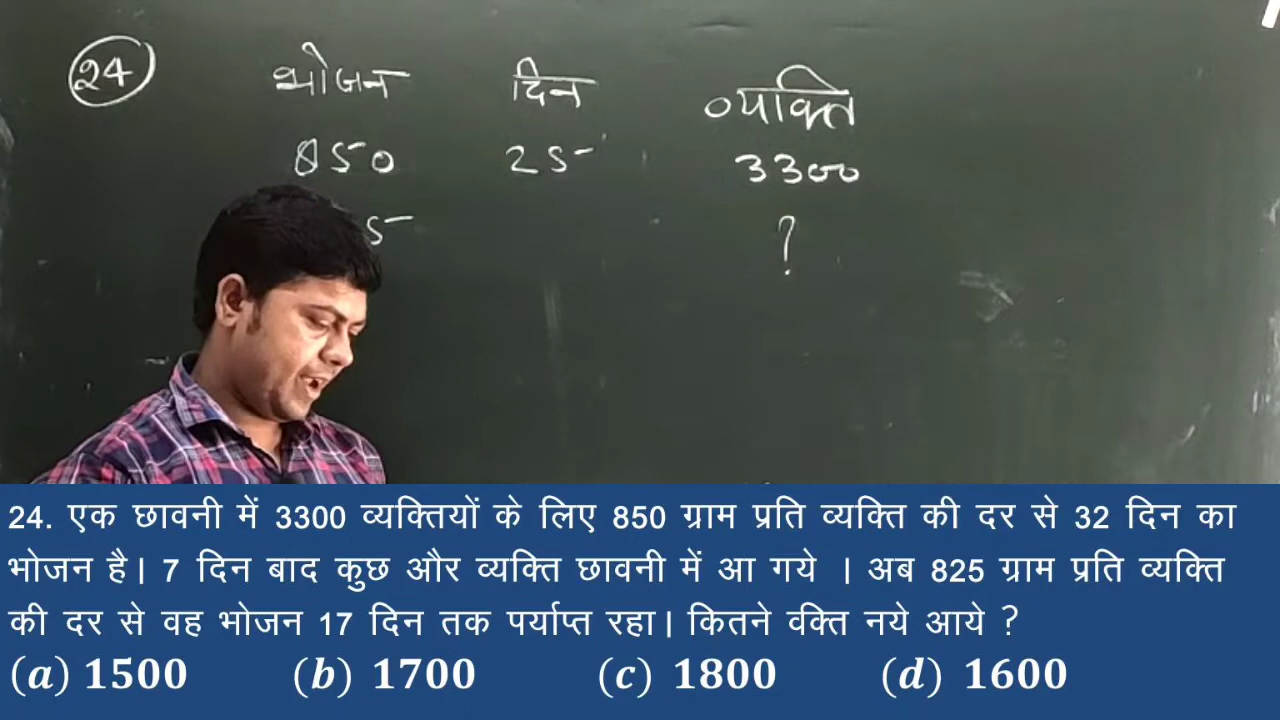 24 भोजन दिन व्यक्ति
850 25 3300
5 ?
24. एक छावनी में 3300 व्यक्तियों के लिए 850 ग्राम प्रति व्यक्ति की दर से 32 दिन का
भोजन है। 7 दिन बाद कुछ और व्यक्ति छावनी में आ गये । अब 825 ग्राम प्रति व्यक्ति
की दर से वह भोजन 17 दिन तक पर्याप्त रहा। कितने वक्ति नये आये ?
(a) 1500 (b) 1700 (c) 1800 (d) 1600